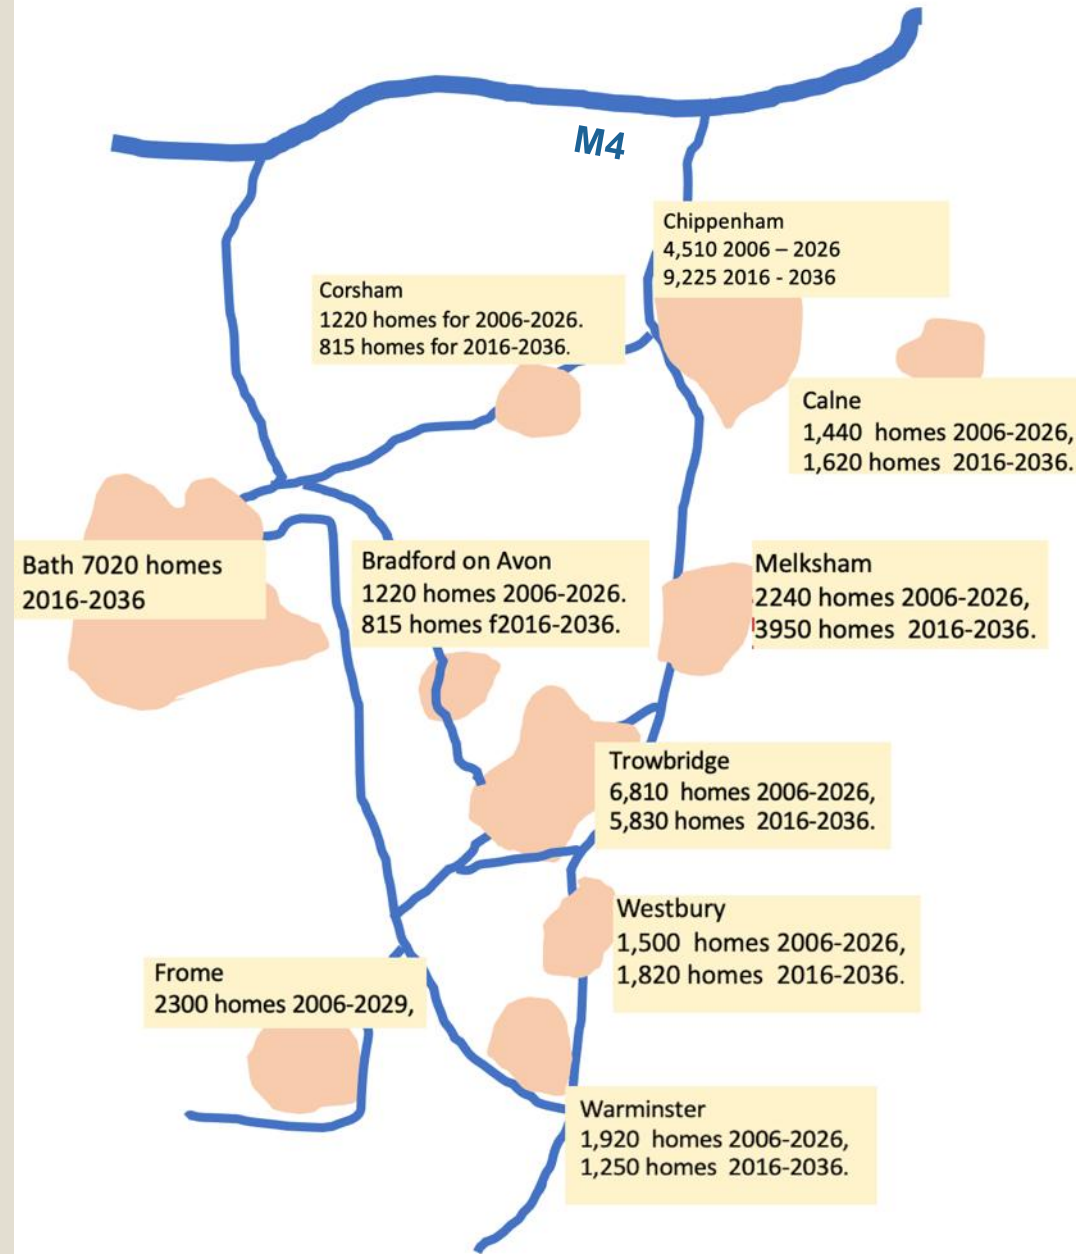 M4
Chippenham
4,510 2006 – 2026
9,225 2016 - 2036
Corsham
1220 homes for 2006-2026.
815 homes for 2016-2036.
Calne
1,440 homes 2006-2026,
1,620 homes 2016-2036.
Bath 7020 homes
2016-2036
Bradford on Avon
1220 homes 2006-2026.
815 homes f2016-2036.
Melksham
2240 homes 2006-2026,
3950 homes 2016-2036.
Trowbridge
6,810 homes 2006-2026,
5,830 homes 2016-2036.
Westbury
1,500 homes 2006-2026,
1,820 homes 2016-2036.
Frome
2300 homes 2006-2029,
Warminster
1,920 homes 2006-2026,
1,250 homes 2016-2036.